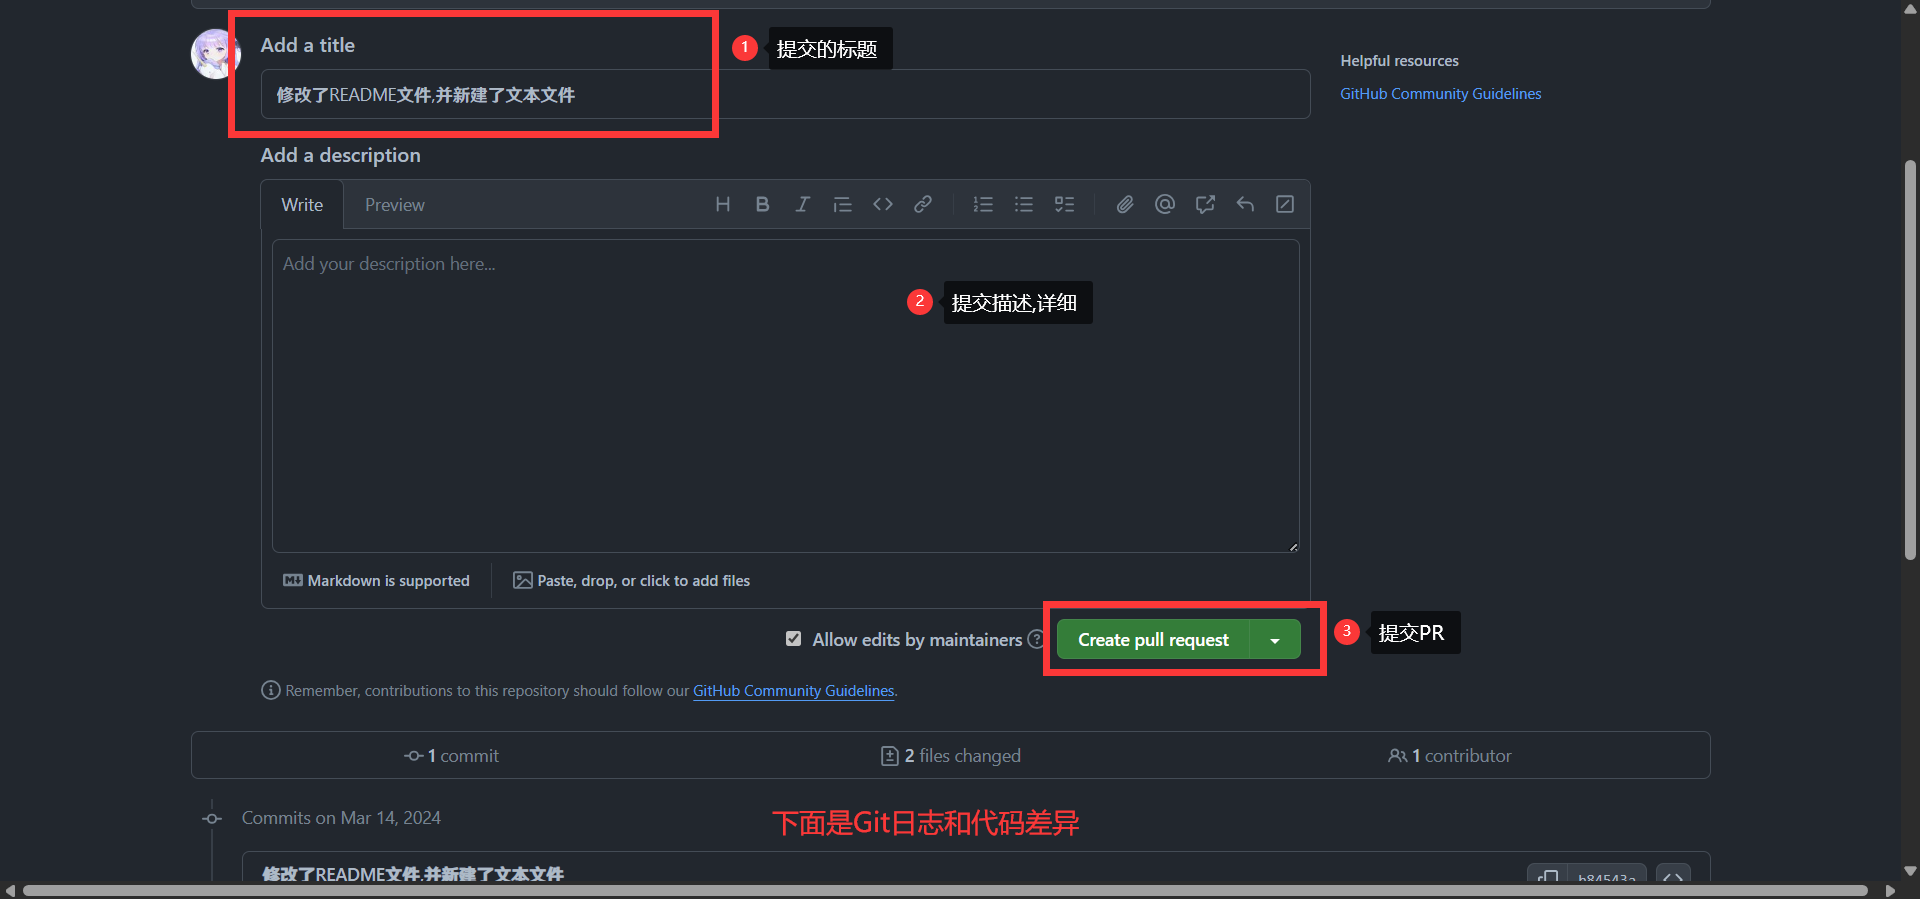 Add a title
1
提交的标题
修改了README文件,并新建了文本文件
Helpful resources
GitHub Community Guidelines
Add a description
Write
Preview
Add your description here...
2
提交描述,详细
Markdown is supported
Paste, drop, or click to add files
Allow edits by maintainers
Create pull request
3
提交PR
Remember, contributions to this repository should follow our GitHub Community Guidelines.
1 commit
2 files changed
1 contributor
Commits on Mar 14, 2024
下面是Git日志和代码差异
修改了README文件,并新建了文本文件
b84543a